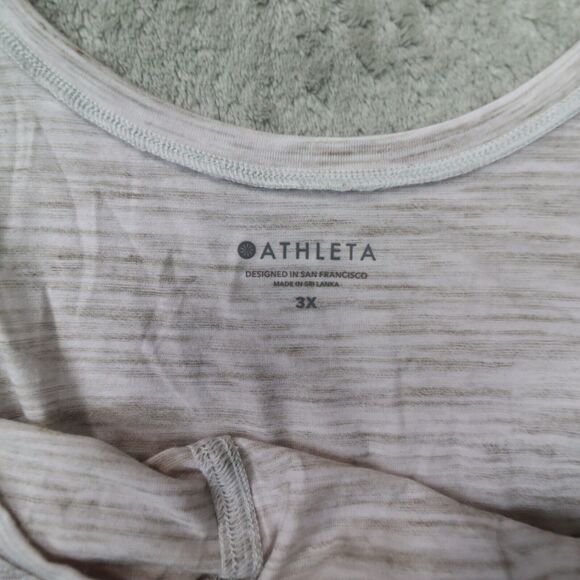 ATHLETA
DESIGNED IN SAN FRANCISCO
MADE IN SRI LANKA
3X